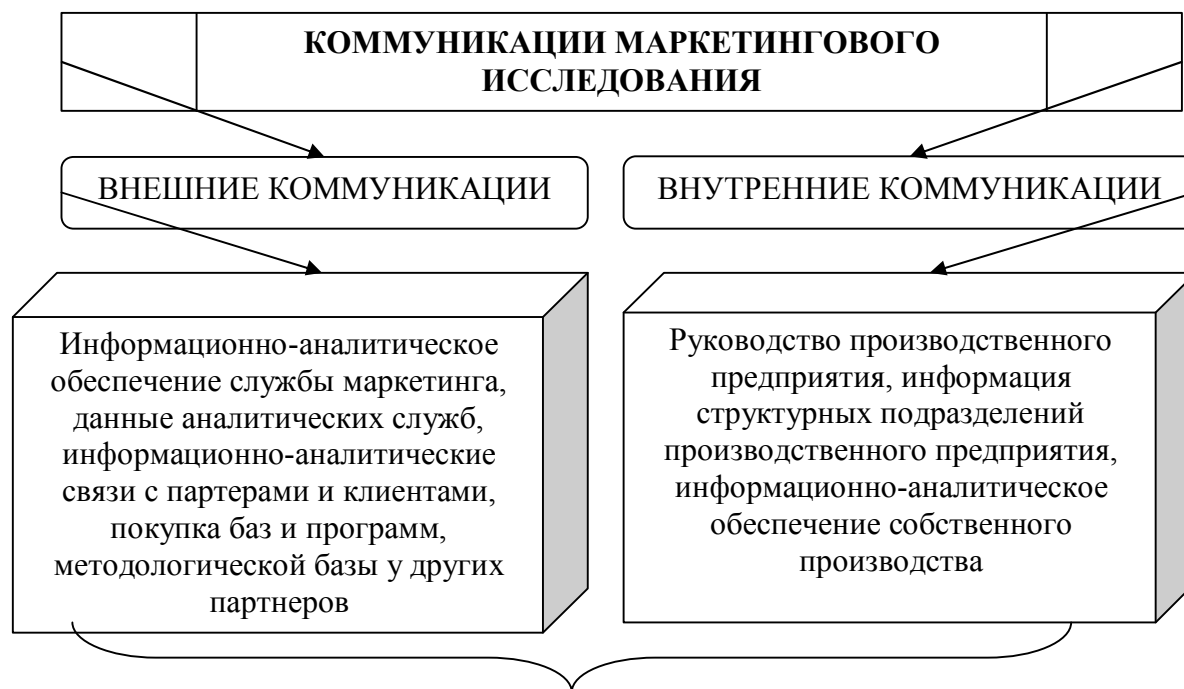 КОММУНИКАЦИИ МАРКЕТИНГОВОГО
ИССЛЕДОВАНИЯ
ВНЕШНИЕ КОММУНИКАЦИИ
ВНУТРЕННИЕ КОММУНИКАЦИИ
Информационно-аналитическое
обеспечение службы маркетинга,
данные аналитических служб,
информационно-аналитические
связи с партерами и клиентами,
покупка баз и программ,
методологической базы у других
партнеров
Руководство производственного
предприятия, информация
структурных подразделений
производственного предприятия,
информационно-аналитическое
обеспечение собственного
производства